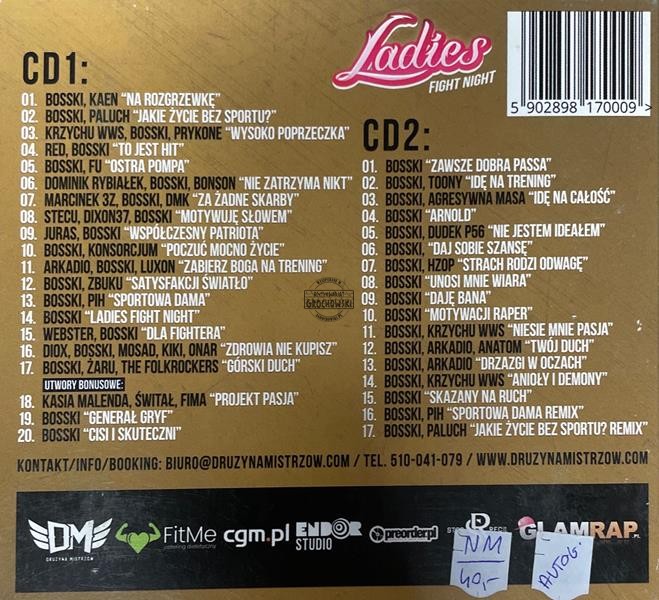 Ladies
FIGHT NIGHT
5 902898 170009 >
CD1:
01. BOSSKI, KAEN "NA ROZGRZEWKĘ"
02. BOSSKI, PALUCH "JAKIE ŻYCIE BEZ SPORTU?"
03. KRZYCHU WWS, BOSSKI, PRYKONE "WYSOKO POPRZECZKA"
04. RED, BOSSKI "TO JEST HIT"
05. BOSSKI, FU "OSTRA POMPA"
06. DOMINIK RYBIAŁEK, BOSSKI, BONSON "NIE ZATRZYMA NIKT"
07. MARCINEK 3Z, BOSSKI, DMK "ZA ŻADNE SKARBY"
08. STECU, DIXON37, BOSSKI "MOTYWUJĘ SŁOWEM"
09. JURAS, BOSSKI "WSPÓŁCZESNY PATRIOTA"
10. BOSSKI, KONSORCJUM "POCZUĆ MOCNO ŻYCIE"
11. ARKADIO, BOSSKI, LUXON "ZABIERZ BOGA NA TRENING"
12. BOSSKI, ZBUKU "SATYSFAKCJI ŚWIATŁO"
13. BOSSKI, PIH "SPORTOWA DAMA"
14. BOSSKI "LADIES FIGHT NIGHT"
15. WEBSTER, BOSSKI "DLA FIGHTERA"
16. DIOX, BOSSKI, MOSAD, KIKI, ONAR "ZDROWIA NIE KUPISZ"
17. BOSSKI, ŻARU, THE FOLKROCKERS "GÓRSKI DUCH"
UTWORY BONUSOWE:
18. KASIA MALENDA, ŚWITAŁ, FIMA "PROJEKT PASJA"
19. BOSSKI "GENERAŁ GRYF"
20. BOSSKI "CISI I SKUTECZNI"
CD2:
01. BOSSKI "ZAWSZE DOBRA PASSA"
02. BOSSKI, TOONY "IDĘ NA TRENING"
03. BOSSKI, AGRESYWNA MASA "IDĘ NA CAŁOŚĆ"
04. BOSSKI "ARNOLD"
05. BOSSKI, DUDEK P56 "NIE JESTEM IDEAŁEM"
06. BOSSKI, "DAJ SOBIE SZANSĘ"
07. BOSSKI, HZOP "STRACH RODZI ODWAGĘ"
08. BOSSKI "UNOSI MNIE WIARA"
09. BOSSKI "DAJĘ BANA"
10. BOSSKI "MOTYWACJI RAPER"
11. BOSSKI, KRZYCHU WWS "NIESIE MNIE PASJA"
12. BOSSKI, ARKADIO, ANATOM "TWÓJ DUCH"
13. BOSSKI, ARKADIO "DRZAZGI W OCZACH"
14. BOSSKI, KRZYCHU WWS "ANIOŁY I DEMONY"
15. BOSSKI "SKAZANY NA RUCH"
16. BOSSKI, PIH "SPORTOWA DAMA REMIX"
17. BOSSKI, PALUCH "JAKIE ŻYCIE BEZ SPORTU? REMIX"
GROCHOWSKI
KONTAKT/INFO/BOOKING: BIURO@DRUZYNAMISTRZOW.COM / TEL. 510-041-079 / WWW.DRUZYNAMISTRZOW.COM
DM
DRUŻYNA MISTRZÓW
FitMe
catering dietetyczny
cgm.pl
ENDOR
STUDIO
preorder.pl
GLAMRAP.PL
NM
40,-
AUTOG.